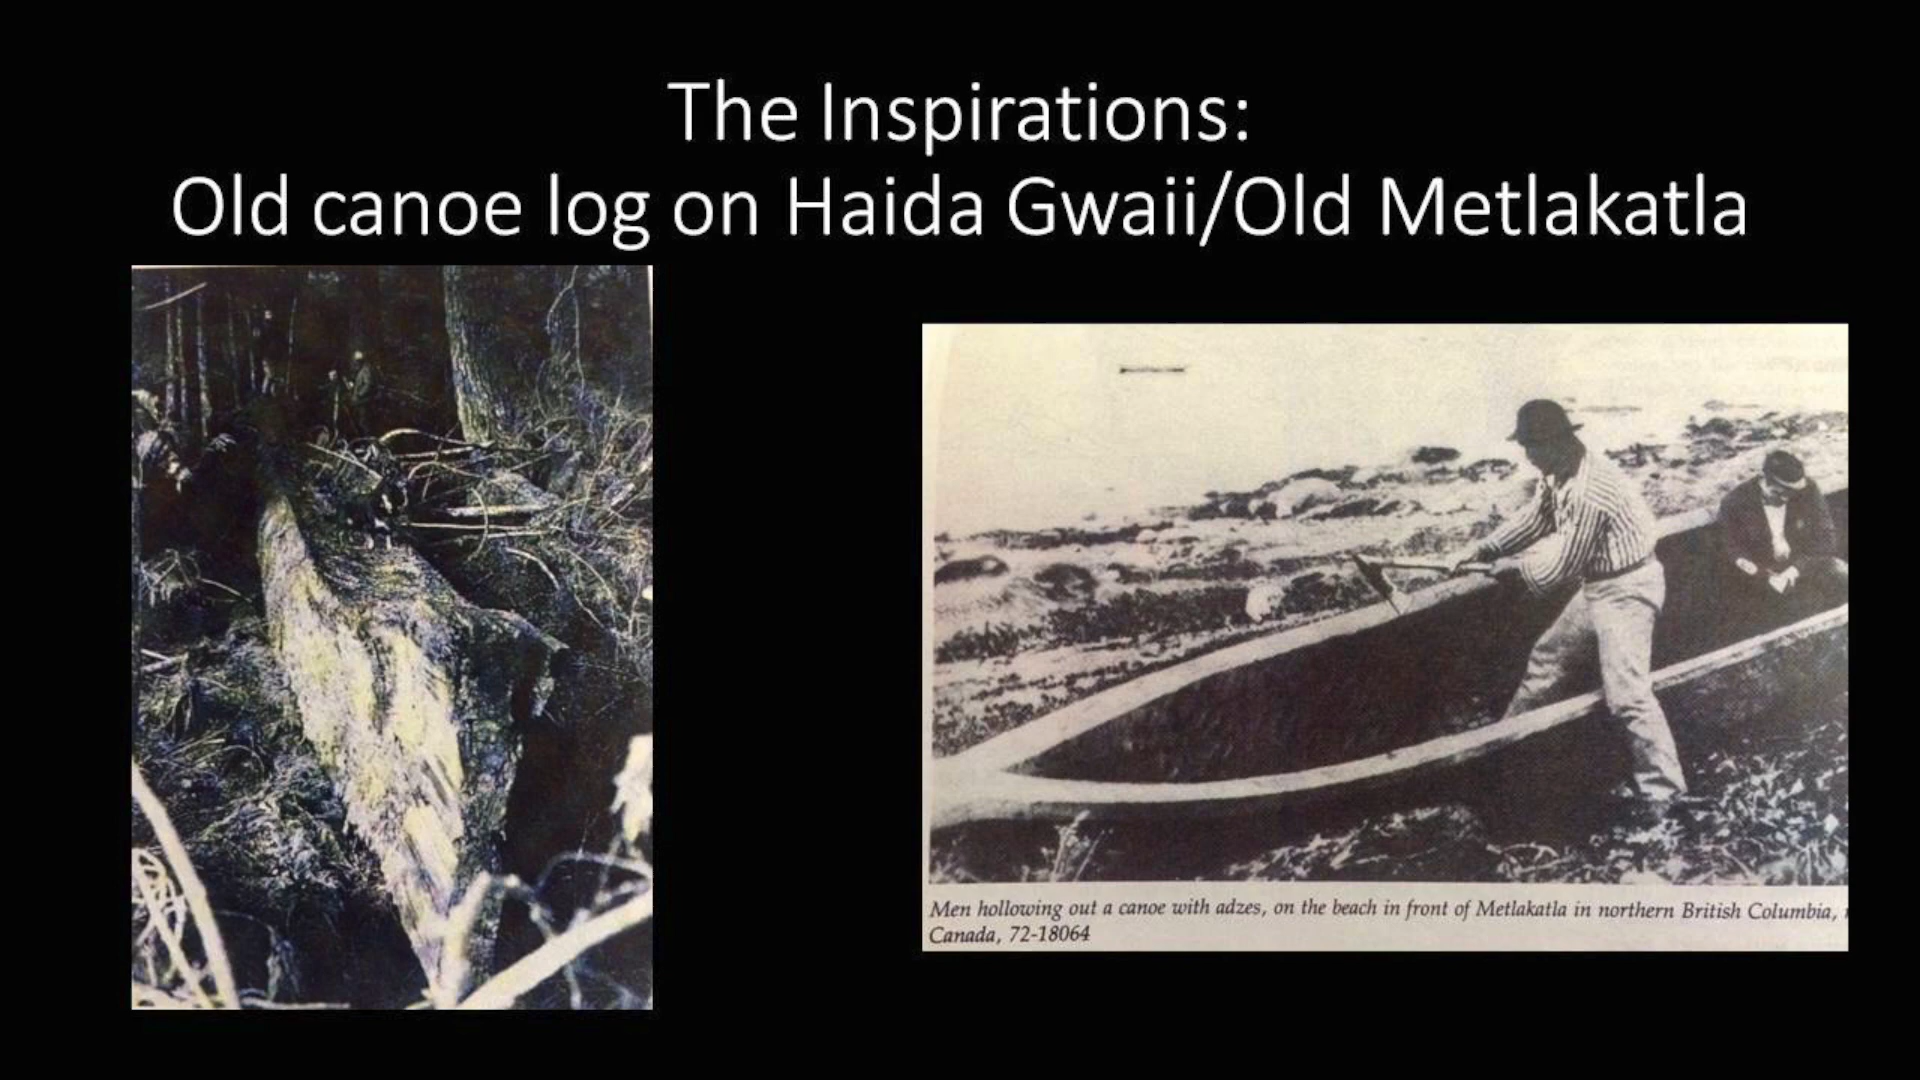 The Inspirations:
Old canoe log on Haida Gwaii/Old Metlakatla
Men hollowing out a canoe with adzes, on the beach in front of Metlakatla in northern British Columbia,
Canada, 72-18064